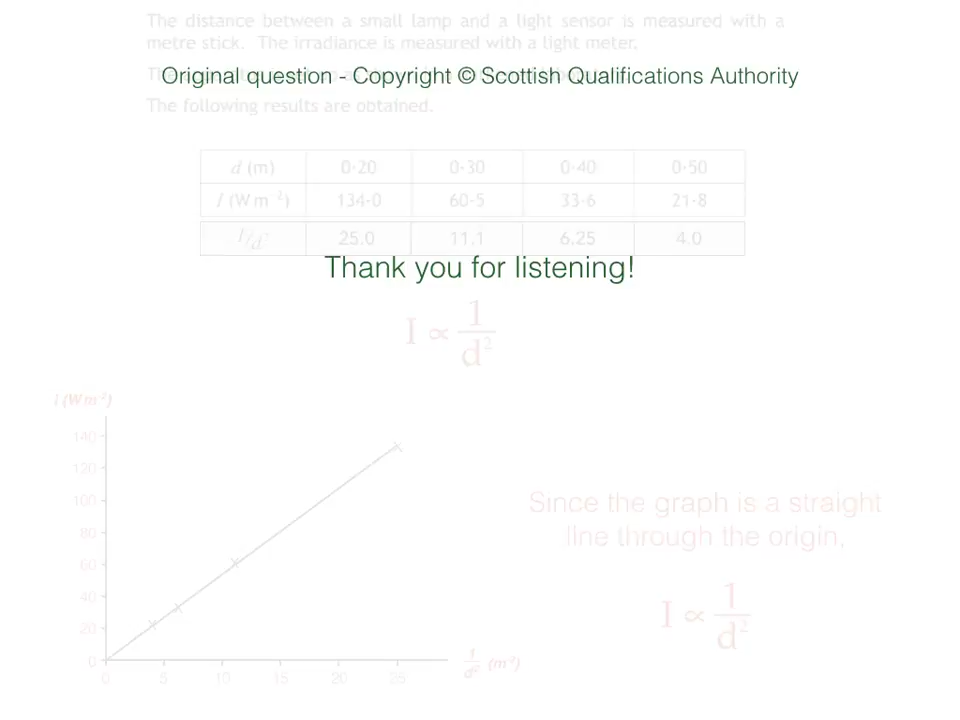 The distance between a small lamp and a light sensor is measured with a
metre stick. The irradiance is measured with a light meter.
Original question - Copyright © Scottish Qualifications Authority
The following results are obtained.
d (m) 0·20 0·30 0·40 0·50
I (W m⁻²) 134·0 60·5 33·6 21·8
1/d² 25.0 11.1 6.25 4.0
Thank you for listening!
I ∝ 1/d²
I (W m⁻²)
140
120
100
80
60
40
20
0
0 5 10 15 20 25
1/d² (m⁻²)
Since the graph is a straight
line through the origin,
I ∝ 1/d²